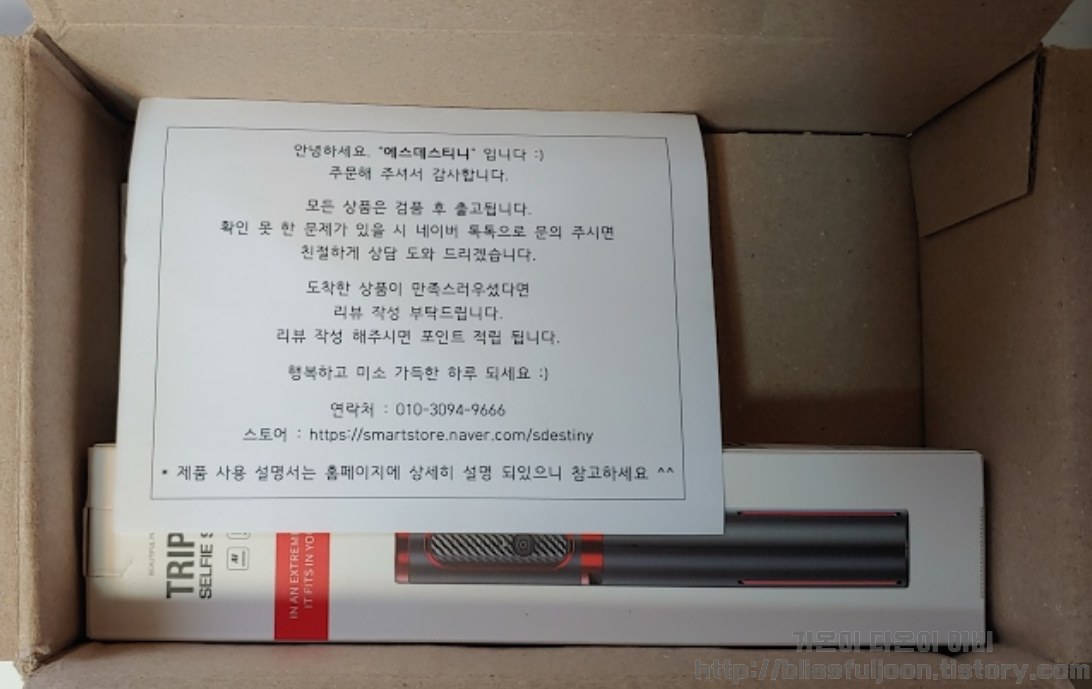 안녕하세요. "에스데스티니" 입니다 :)
주문해 주셔서 감사합니다.
모든 상품은 검품 후 출고됩니다.
확인 못 한 문제가 있을 시 네이버 톡톡으로 문의 주시면
친절하게 상담 도와 드리겠습니다.
도착한 상품이 만족스러우셨다면
리뷰 작성 부탁드립니다.
리뷰 작성 해주시면 포인트 적립 됩니다.
행복하고 미소 가득한 하루 되세요 :)
연락처 : 010-3094-9666
스토어 : https://smartstore.naver.com/sdestiny
* 제품 사용 설명서는 홈페이지에 상세히 설명 되있으니 참고하세요 ^^
TRIP
SELFIE S
IN AN EXTREM
IT FITS IN YO
http://blissfuljoon.tistory.com